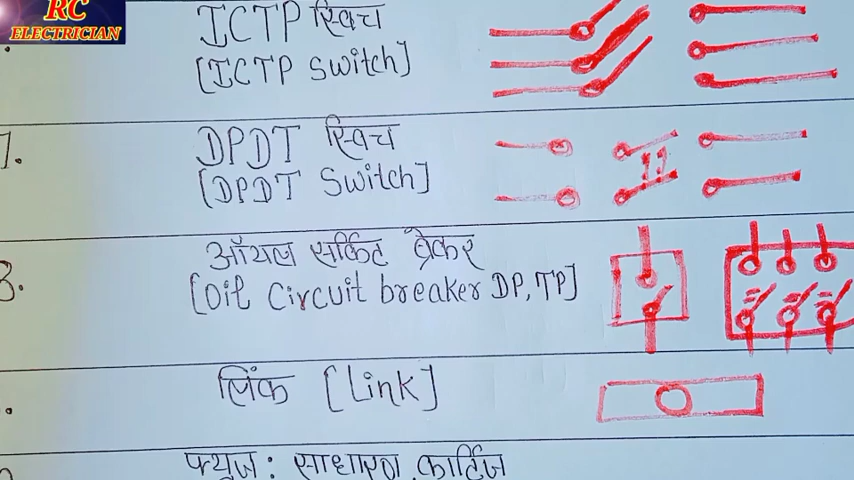 RC
ELECTRICIAN
ICTP स्विच
[ICTP Switch]
7.
DPDT स्विच
[DPDT Switch]
8.
ऑयल सर्किट ब्रेकर
[Oil Circuit breaker DP, TP]
लिंक [Link]
फ्यूज: साधारण, कार्टिज